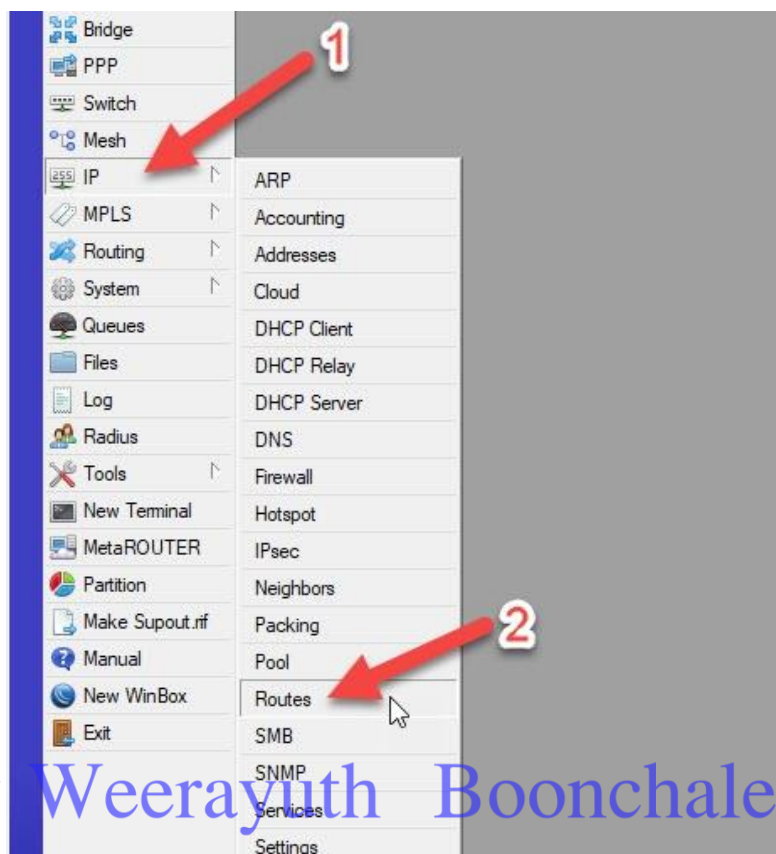 Bridge
PPP
Switch
Mesh
IP
MPLS
Routing
System
Queues
Files
Log
Radius
Tools
New Terminal
MetaROUTER
Partition
Make Supout.rif
Manual
New WinBox
Exit
1
ARP
Accounting
Addresses
Cloud
DHCP Client
DHCP Relay
DHCP Server
DNS
Firewall
Hotspot
IPsec
Neighbors
Packing
Pool
Routes
SMB
SNMP
Services
Settings
2
255
Weerayuth Boonchale